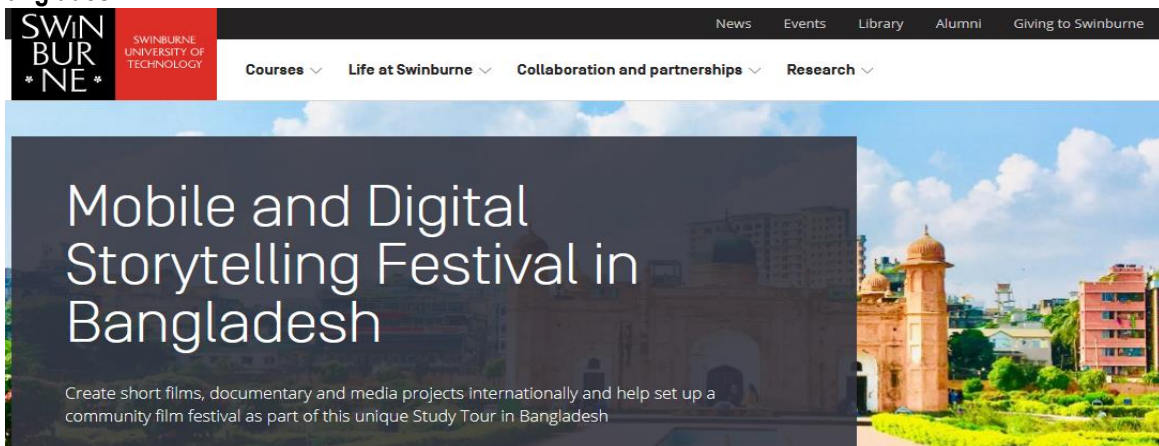 News Events Library Alumni Giving to Swinburne
SWIN
BUR
* NE *
SWINBURNE
UNIVERSITY OF
TECHNOLOGY
Courses Life at Swinburne Collaboration and partnerships Research
Mobile and Digital
Storytelling Festival in
Bangladesh
Create short films, documentary and media projects internationally and help set up a
community film festival as part of this unique Study Tour in Bangladesh